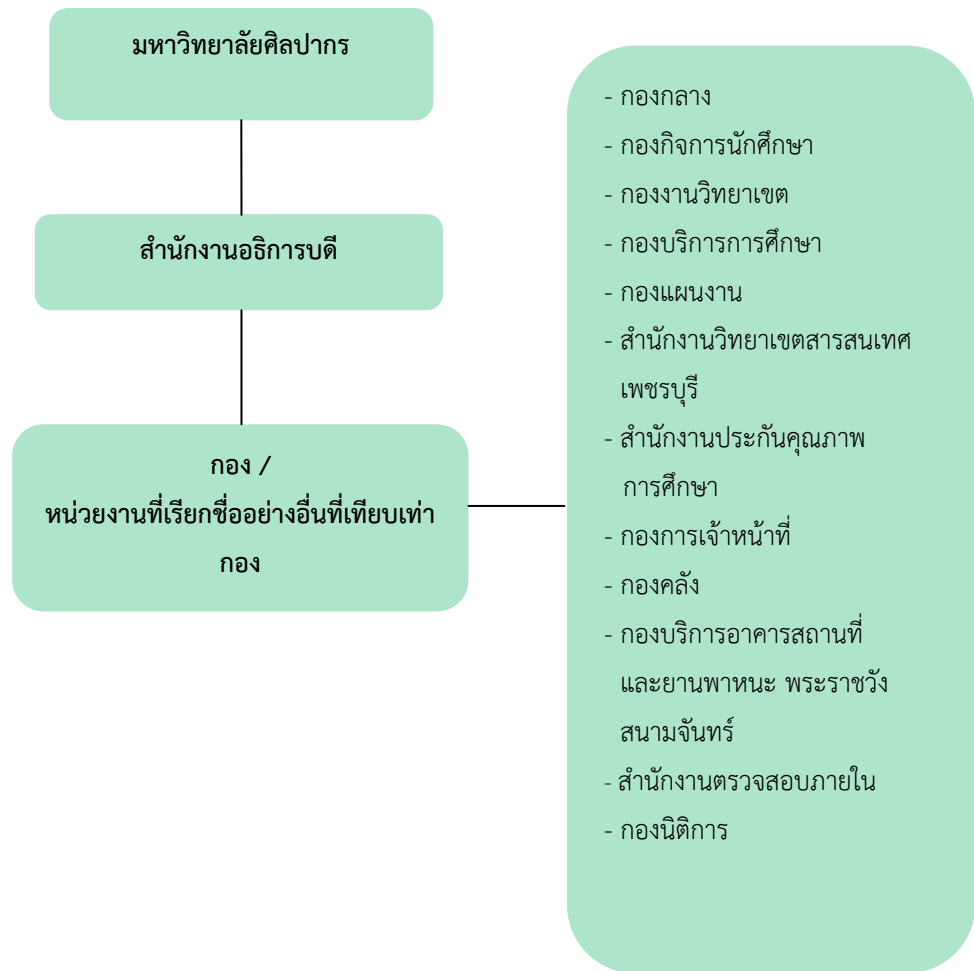 มหาวิทยาลัยศิลปากร
สำนักงานอธิการบดี
กอง /
หน่วยงานที่เรียกชื่ออย่างอื่นที่เทียบเท่า
กอง
- กองกลาง
- กองกิจการนักศึกษา
- กองงานวิทยาเขต
- กองบริการการศึกษา
- กองแผนงาน
- สำนักงานวิทยาเขตสารสนเทศ
เพชรบุรี
- สำนักงานประกันคุณภาพ
การศึกษา
- กองการเจ้าหน้าที่
- กองคลัง
- กองบริการอาคารสถานที่
และยานพาหนะ พระราชวัง
สนามจันทร์
- สำนักงานตรวจสอบภายใน
- กองนิติการ